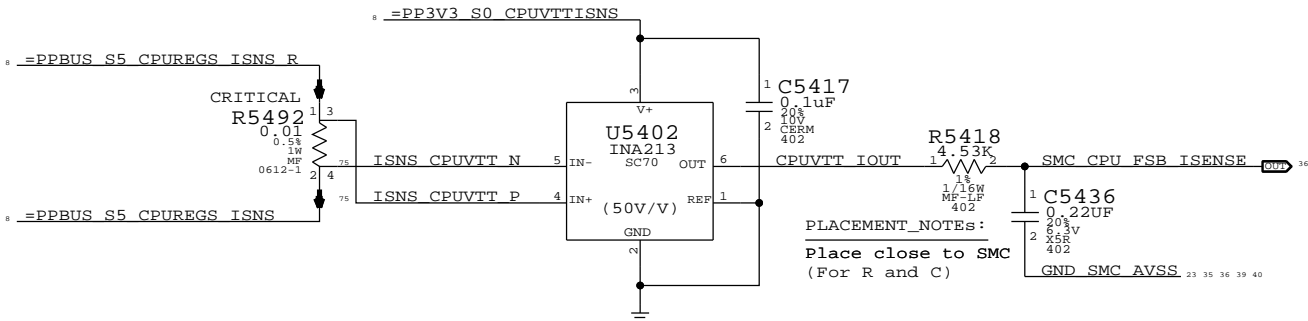 8 =PP3V3_S0_CPUVTTISNS
8 =PPBUS_S5_CPUREGS_ISNS_R
CRITICAL
R5492
0.01
0.5%
1W
MF
0612-1
1 3
2 4
75 ISNS_CPUVTT_N
75 ISNS_CPUVTT_P
8 =PPBUS_S5_CPUREGS_ISNS
3
V+
U5402
INA213
SC70
5 IN-
4 IN+
OUT 6
REF 1
(50V/V)
GND
2
1
C5417
0.1uF
20%
10V
CERM
402
2
CPUVTT_IOUT
R5418
4.53K
1 2
1%
1/16W
MF-LF
402
SMC_CPU_FSB_ISENSE
OUT 36
1
C5436
0.22UF
20%
6.3V
X5R
402
2
PLACEMENT_NOTEs:
Place close to SMC
(For R and C)
GND_SMC_AVSS 23 35 36 39 40